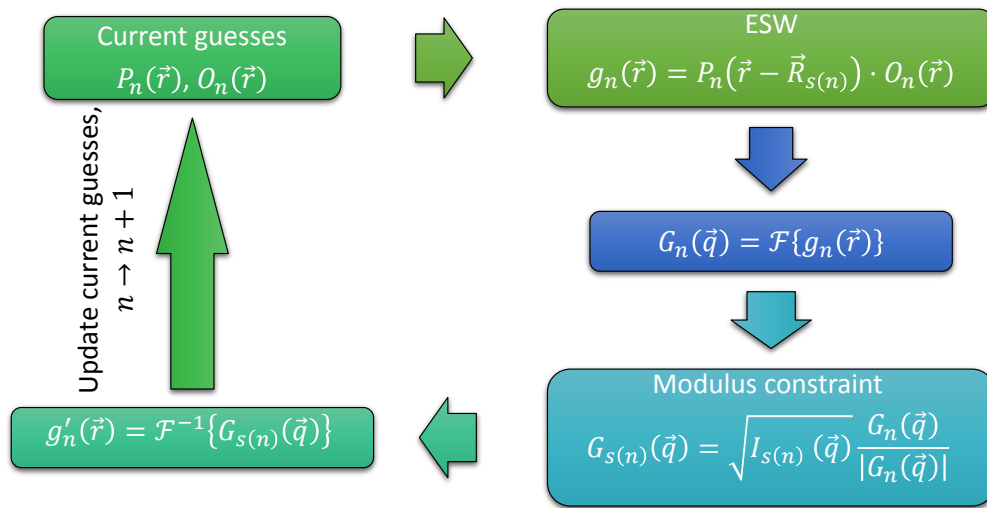 Current guesses
Pₙ(r⃗), Oₙ(r⃗)
ESW
gₙ(r⃗) = Pₙ(r⃗ − R⃗ₛ₍ₙ₎) · Oₙ(r⃗)
Gₙ(q⃗) = ℱ{gₙ(r⃗)}
Modulus constraint
Gₛ₍ₙ₎(q⃗) = √(Iₛ₍ₙ₎ (q⃗)) Gₙ(q⃗) / |Gₙ(q⃗)|
g′ₙ(r⃗) = ℱ⁻¹{Gₛ₍ₙ₎(q⃗)}
Update current guesses,
n → n + 1